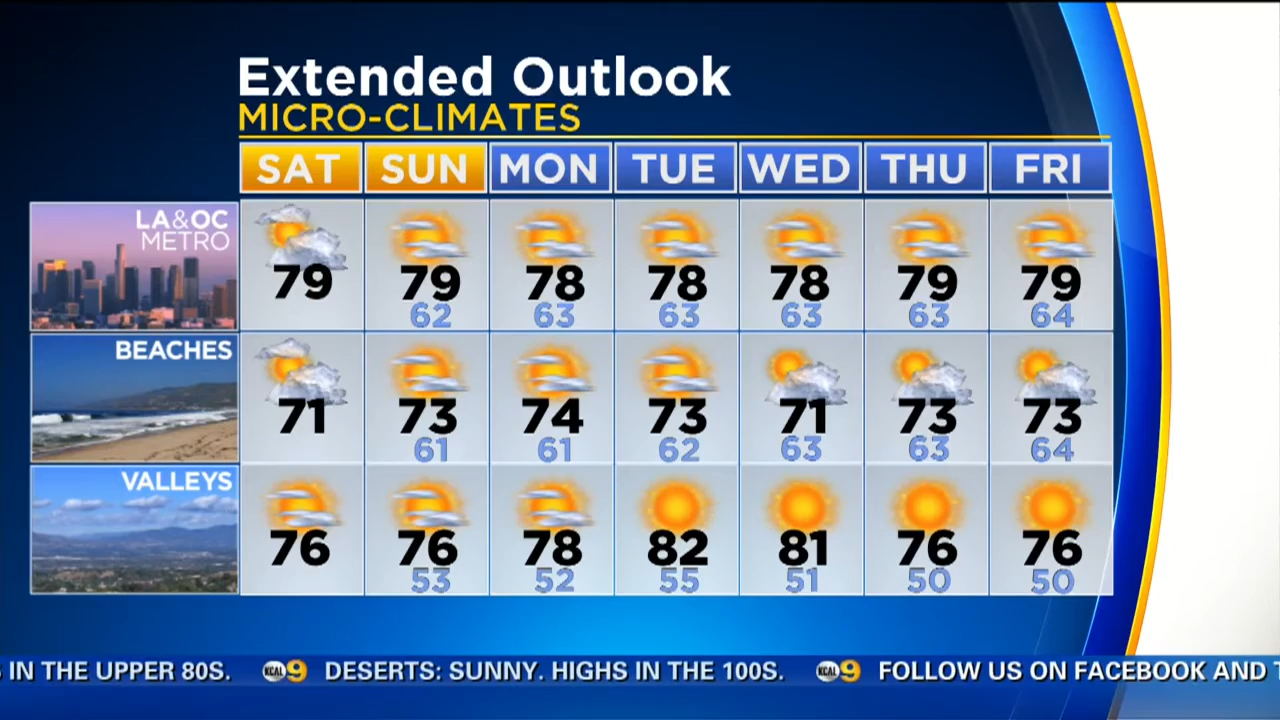 Extended Outlook
MICRO-CLIMATES
SAT SUN MON TUE WED THU FRI
LA&OC
METRO
79 79 78 78 78 79 79
62 63 63 63 63 64
BEACHES
71 73 74 73 71 73 73
61 61 62 63 63 64
VALLEYS
76 76 78 82 81 76 76
53 52 55 51 50 50
S IN THE UPPER 80S. KCAL 9 DESERTS: SUNNY. HIGHS IN THE 100S. KCAL 9 FOLLOW US ON FACEBOOK AND